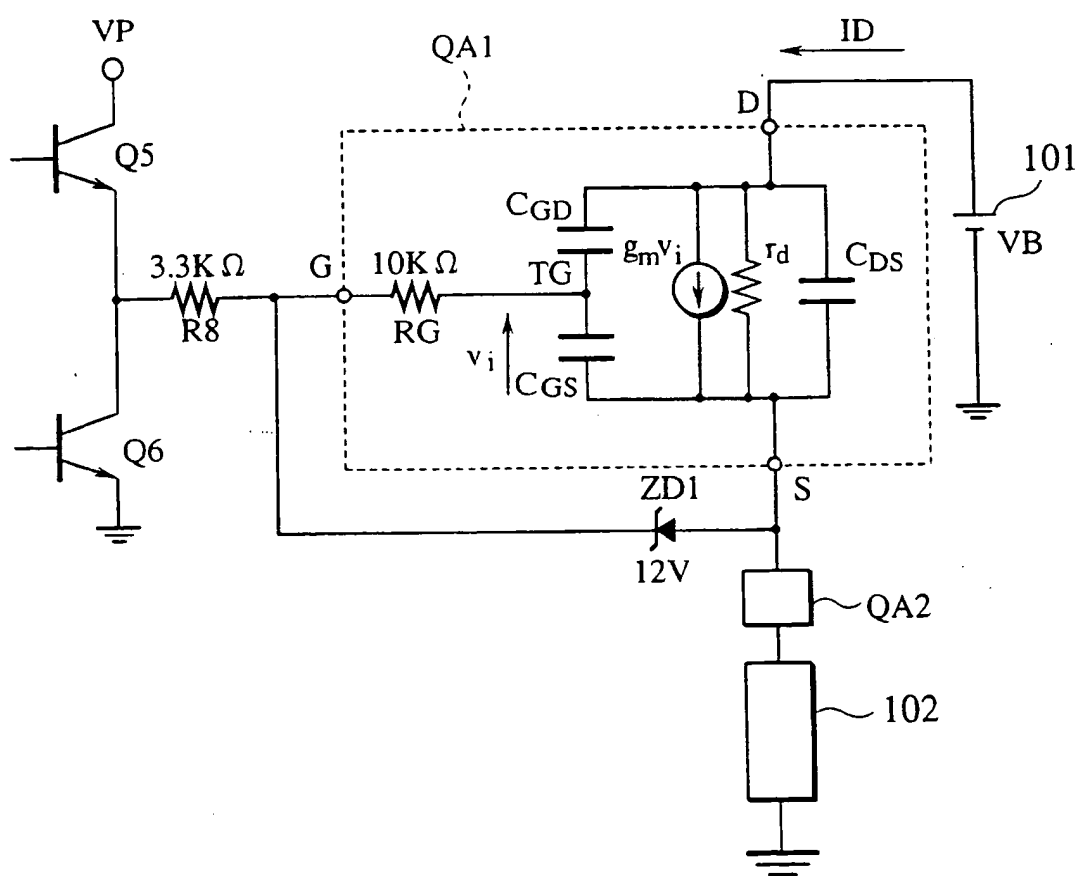 VP
QA1
ID
D
Q5
101
CGD
gmvi
rd
CDS
VB
3.3KΩ
G
10KΩ
TG
R8
RG
vi
CGS
Q6
S
ZD1
12V
QA2
102